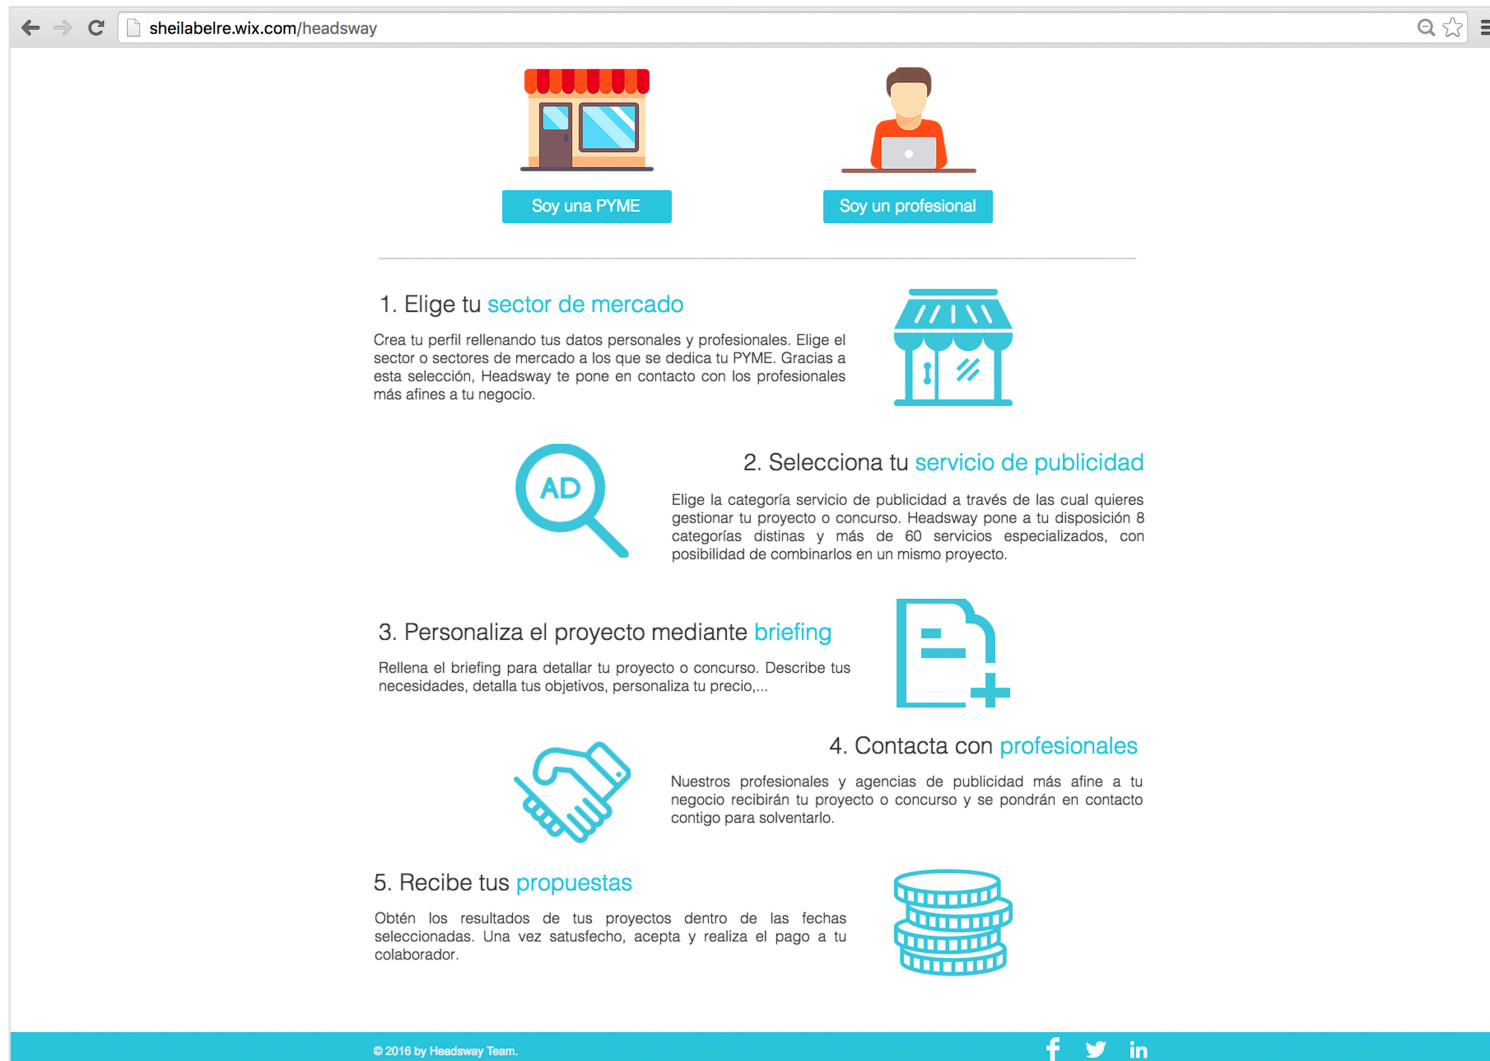 sheilabelre.wix.com/headsway
Soy una PYME
Soy un profesional
1. Elige tu sector de mercado
Crea tu perfil rellenando tus datos personales y profesionales. Elige el
sector o sectores de mercado a los que se dedica tu PYME. Gracias a
esta selección, Headsway te pone en contacto con los profesionales
más afines a tu negocio.
AD
2. Selecciona tu servicio de publicidad
Elige la categoría servicio de publicidad a través de las cual quieres
gestionar tu proyecto o concurso. Headsway pone a tu disposición 8
categorías distinas y más de 60 servicios especializados, con
posibilidad de combinarlos en un mismo proyecto.
3. Personaliza el proyecto mediante briefing
Rellena el briefing para detallar tu proyecto o concurso. Describe tus
necesidades, detalla tus objetivos, personaliza tu precio,...
4. Contacta con profesionales
Nuestros profesionales y agencias de publicidad más afine a tu
negocio recibirán tu proyecto o concurso y se pondrán en contacto
contigo para solventarlo.
5. Recibe tus propuestas
Obtén los resultados de tus proyectos dentro de las fechas
seleccionadas. Una vez satusfecho, acepta y realiza el pago a tu
colaborador.
© 2016 by Headsway Team.
f
in